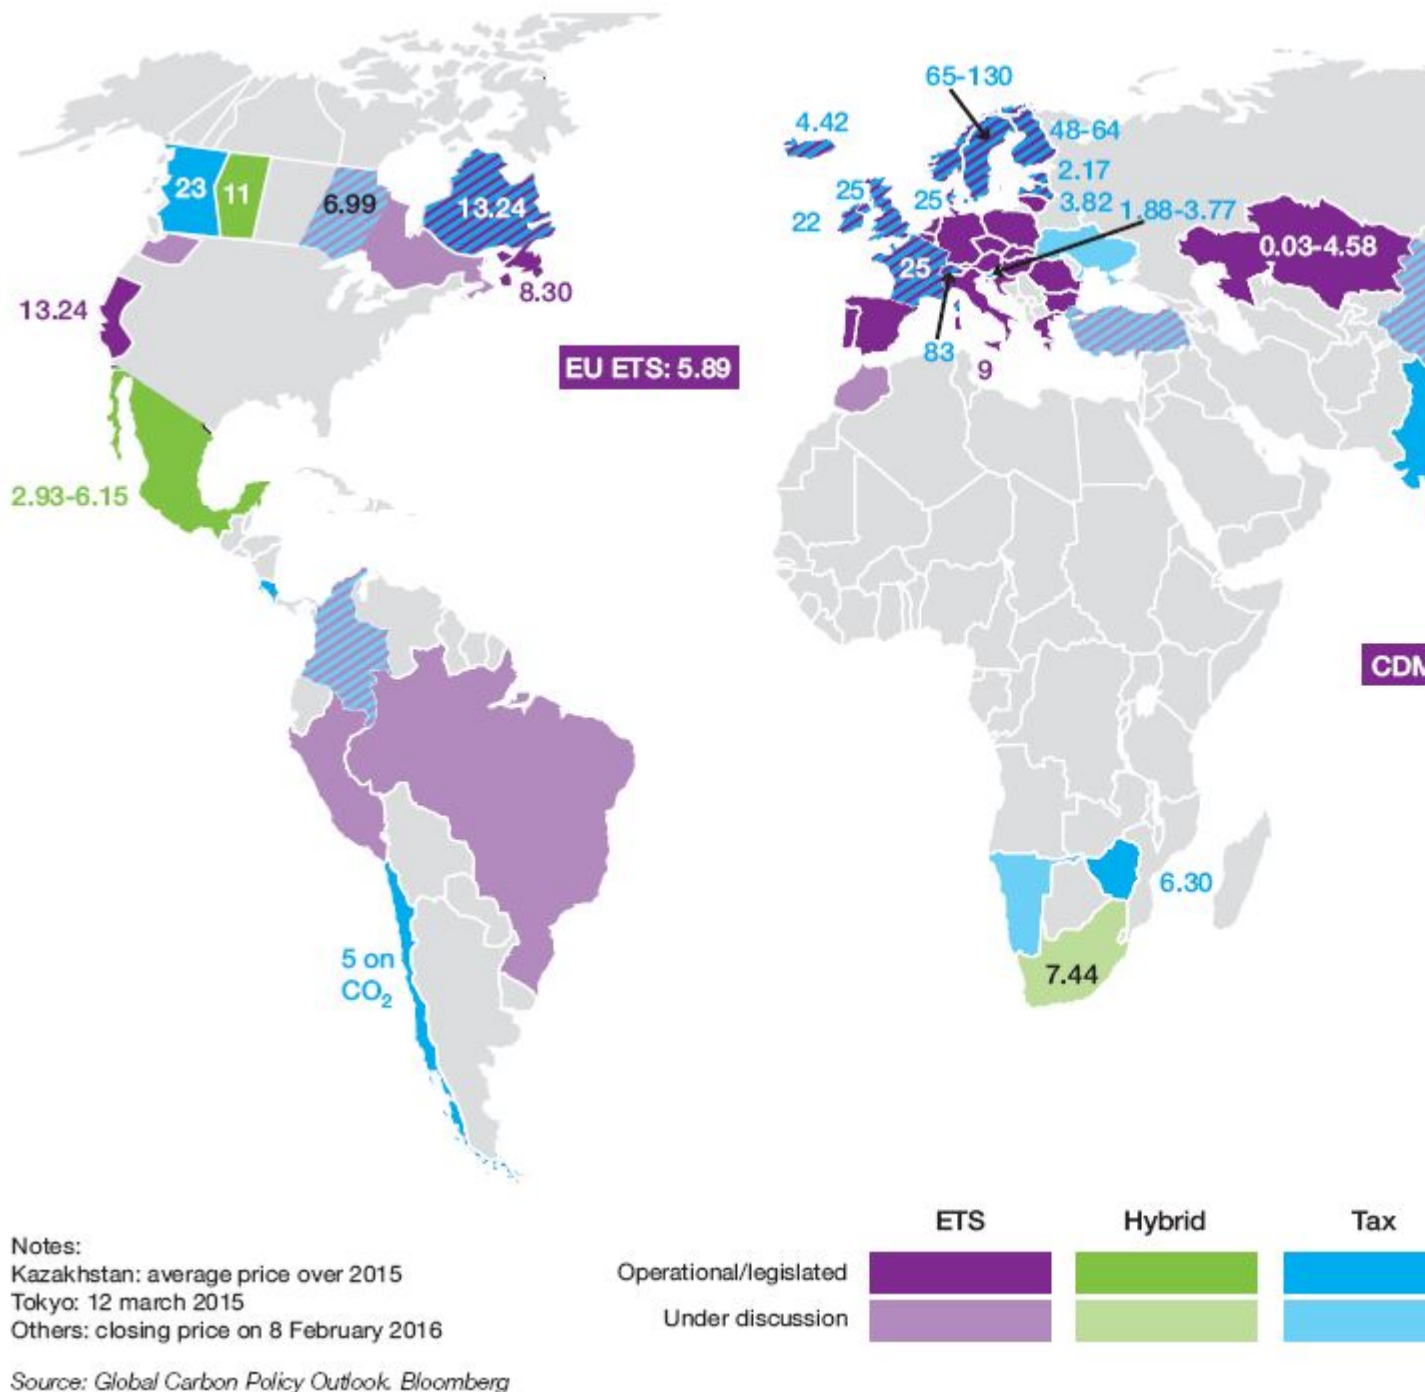 65-130
4.42
48-64
2.17
25
25
3.82
1.88-3.77
22
23
11
6.99
13.24
0.03-4.58
25
8.30
13.24
EU ETS: 5.89
83
9
2.93-6.15
CDM
6.30
5 on
CO₂
7.44
ETS
Hybrid
Tax
Notes:
Kazakhstan: average price over 2015
Operational/legislated
Tokyo: 12 march 2015
Under discussion
Others: closing price on 8 February 2016
Source: Global Carbon Policy Outlook. Bloomberg